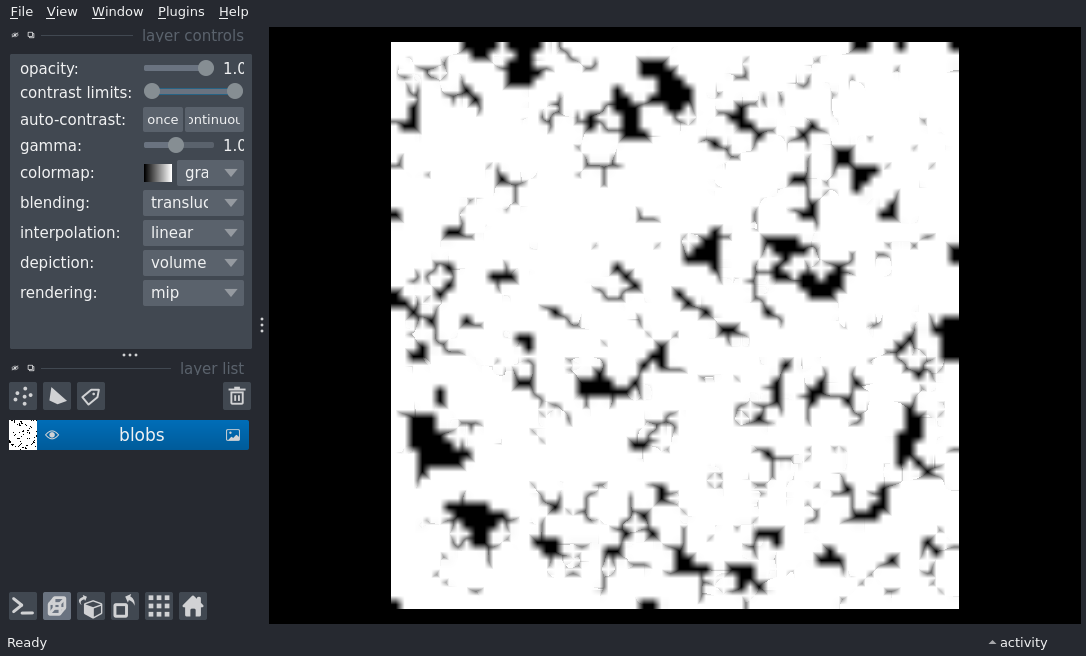 File View Window Plugins Help
layer controls
opacity: 1.0
contrast limits:
auto-contrast: once ontinuou
gamma: 1.0
colormap: gra
blending: transluc
interpolation: linear
depiction: volume
rendering: mip
layer list
blobs
Ready activity